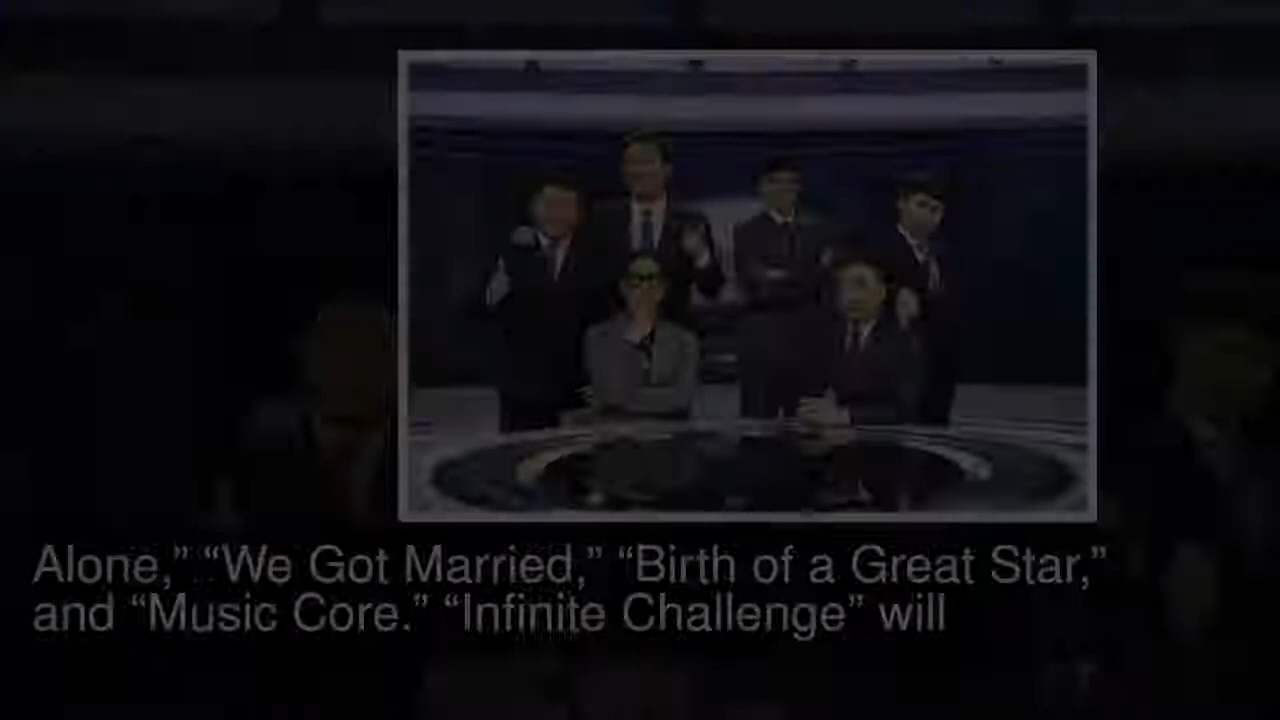 Alone,” “We Got Married,” “Birth of a Great Star,”
and “Music Core.” “Infinite Challenge” will